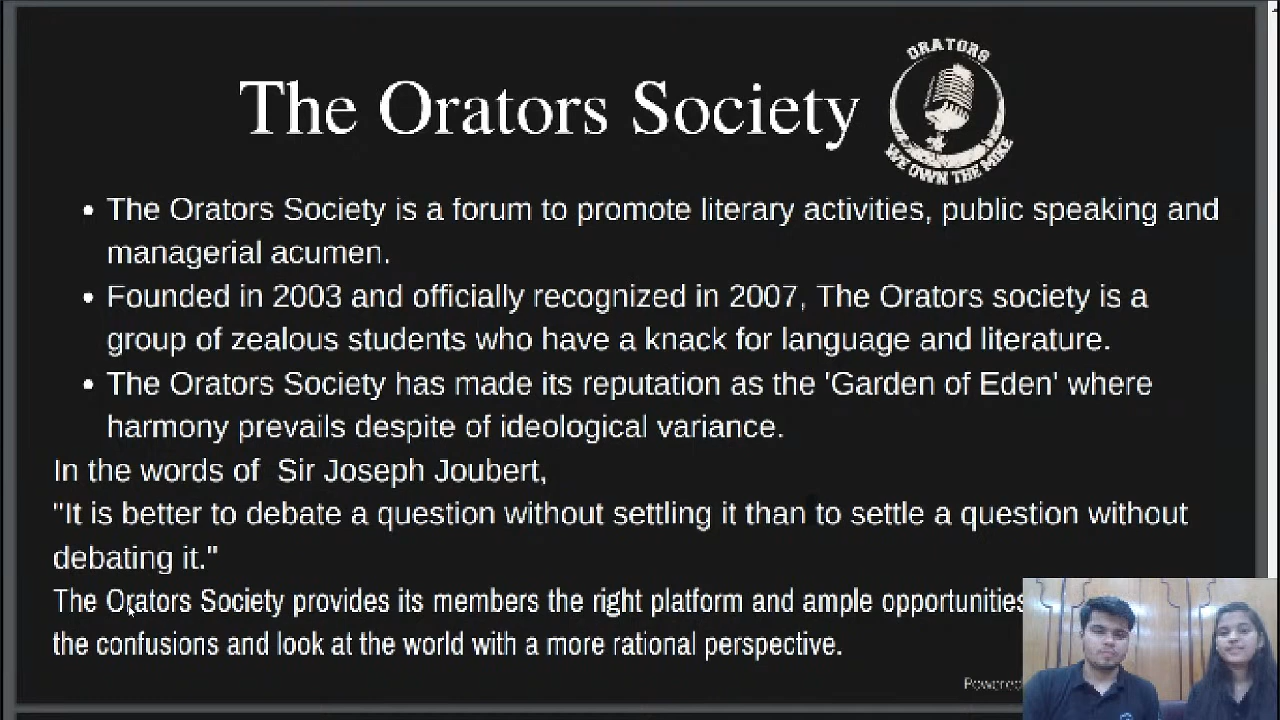 The Orators Society
ORATORS
WE OWN THE MIKE
The Orators Society is a forum to promote literary activities, public speaking and
managerial acumen.
Founded in 2003 and officially recognized in 2007, The Orators society is a
group of zealous students who have a knack for language and literature.
The Orators Society has made its reputation as the 'Garden of Eden' where
harmony prevails despite of ideological variance.
In the words of Sir Joseph Joubert,
"It is better to debate a question without settling it than to settle a question without
debating it."
The Orators Society provides its members the right platform and ample opportunities
the confusions and look at the world with a more rational perspective.
Powered